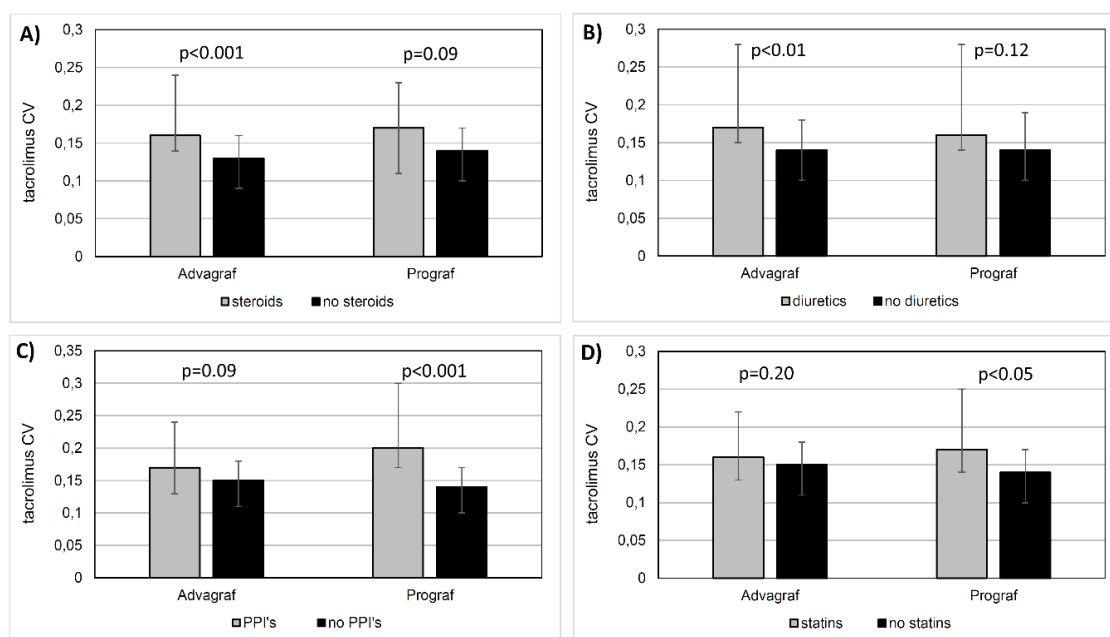 A)
p<0.001
p=0.09
tacrolimus CV
0,3
0,25
0,2
0,15
0,1
0,05
0
Advagraf
Prograf
steroids
no steroids
B)
p<0.01
p=0.12
tacrolimus CV
0,3
0,25
0,2
0,15
0,1
0,05
0
Advagraf
Prograf
diuretics
no diuretics
C)
p=0.09
p<0.001
tacrolimus CV
0,35
0,3
0,25
0,2
0,15
0,1
0,05
0
Advagraf
Prograf
PPI's
no PPI's
D)
p=0.20
p<0.05
tacrolimus CV
0,3
0,25
0,2
0,15
0,1
0,05
0
Advagraf
Prograf
statins
no statins